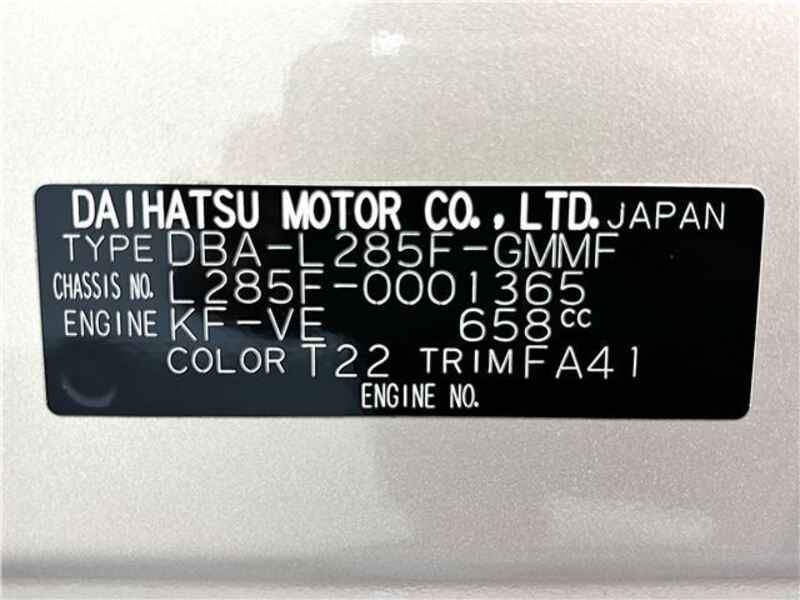 DAIHATSU MOTOR CO., LTD. JAPAN
TYPE DBA-L285F-GMMF
CHASSIS NO. L285F-0001365
ENGINE KF-VE 658cc
COLOR T22 TRIM FA41
ENGINE NO.